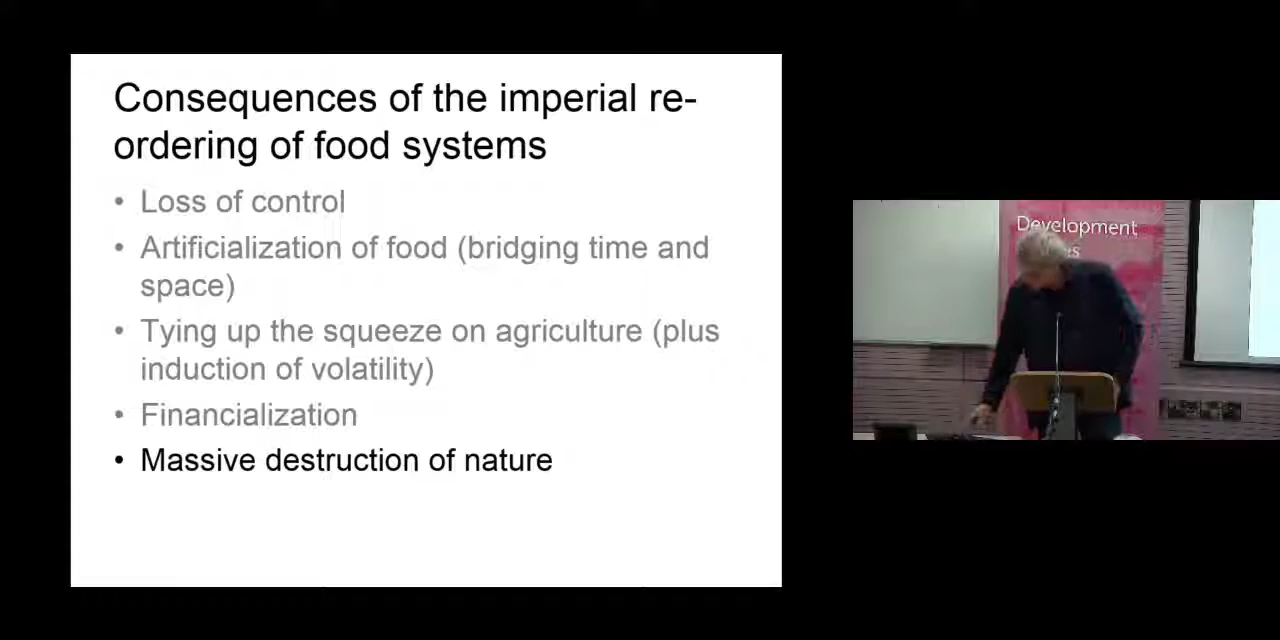 Consequences of the imperial re-
ordering of food systems
• Loss of control
• Artificialization of food (bridging time and
space)
• Tying up the squeeze on agriculture (plus
induction of volatility)
• Financialization
• Massive destruction of nature
Development